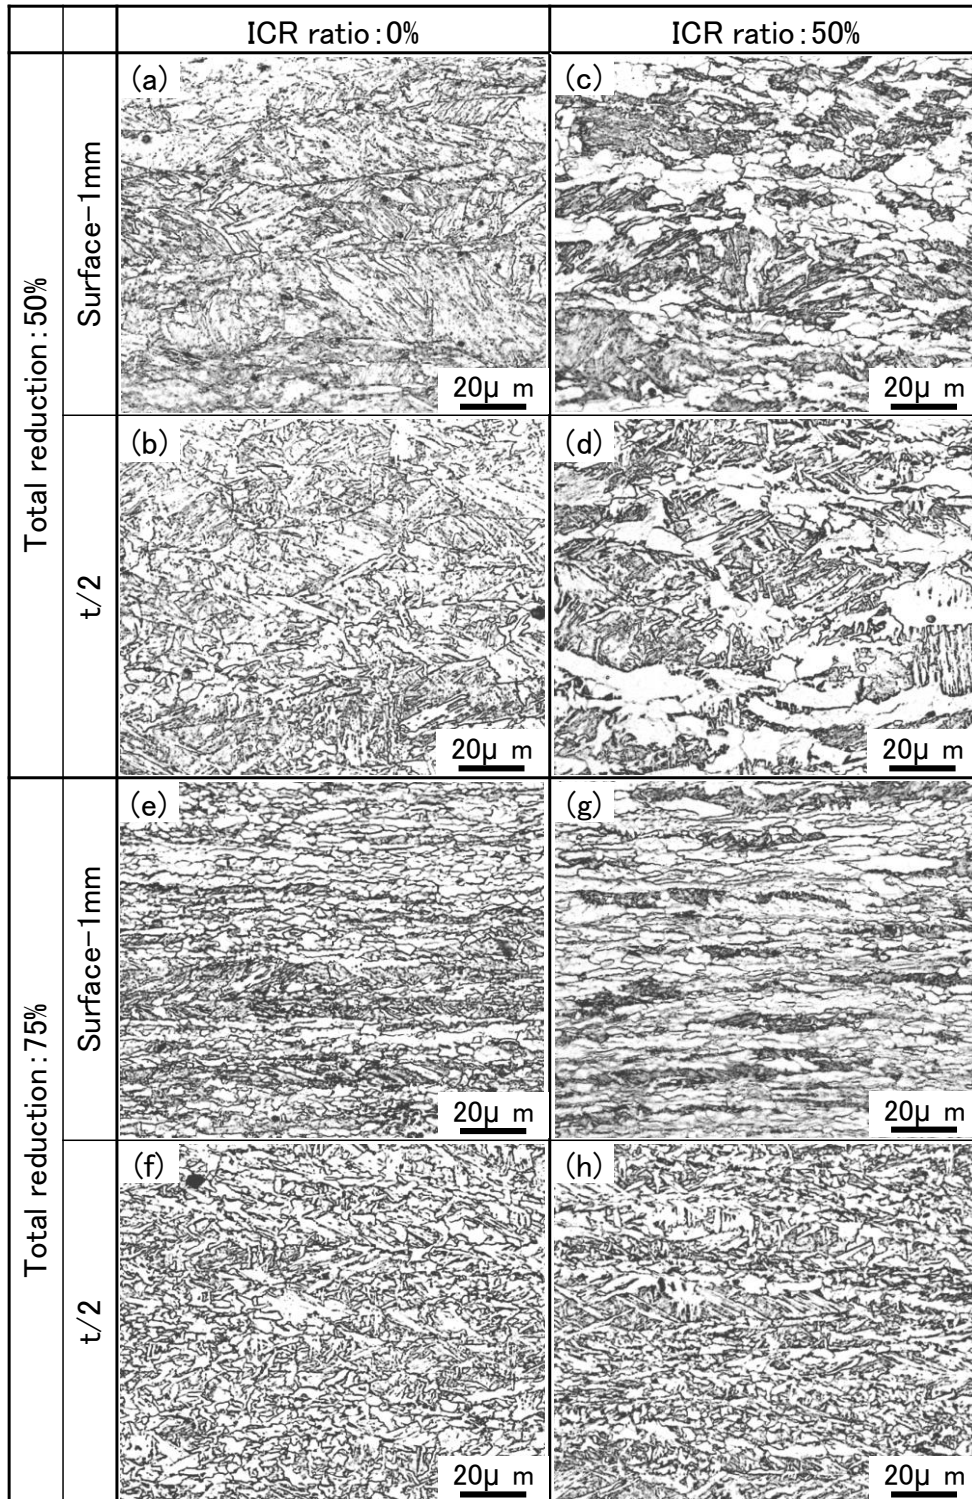 ICR ratio:0%
ICR ratio:50%
Total reduction:50%
Surface-1mm
(a)
20μ m
(c)
20μ m
t/2
(b)
20μ m
(d)
20μ m
Total reduction:75%
Surface-1mm
(e)
20μ m
(g)
20μ m
t/2
(f)
20μ m
(h)
20μ m